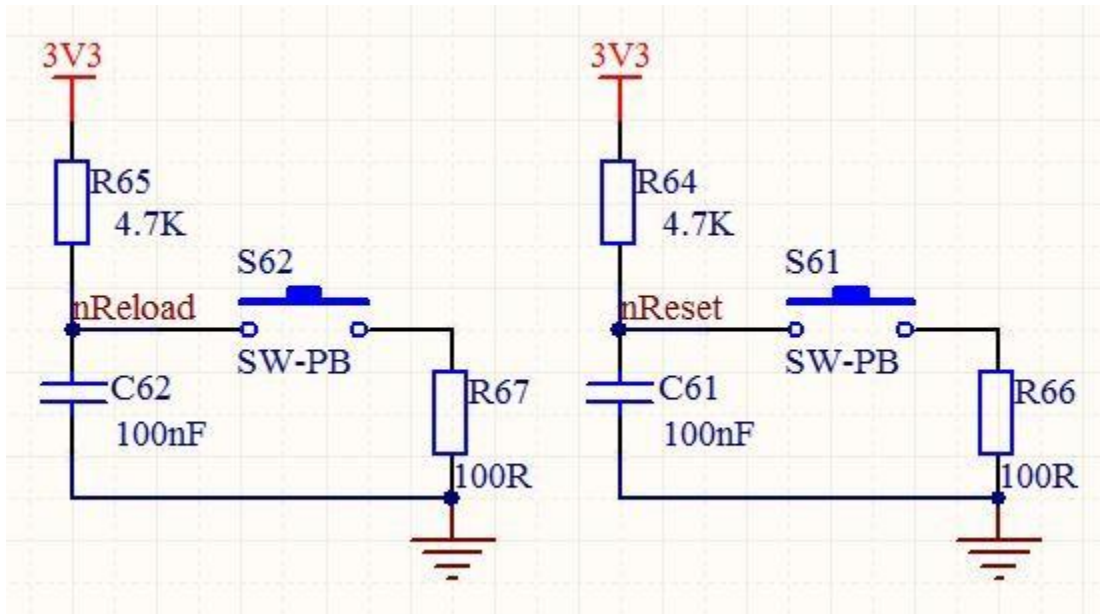 3V3
R65
4.7K
S62
nReload
SW-PB
C62
100nF
R67
100R
3V3
R64
4.7K
S61
nReset
SW-PB
C61
100nF
R66
100R